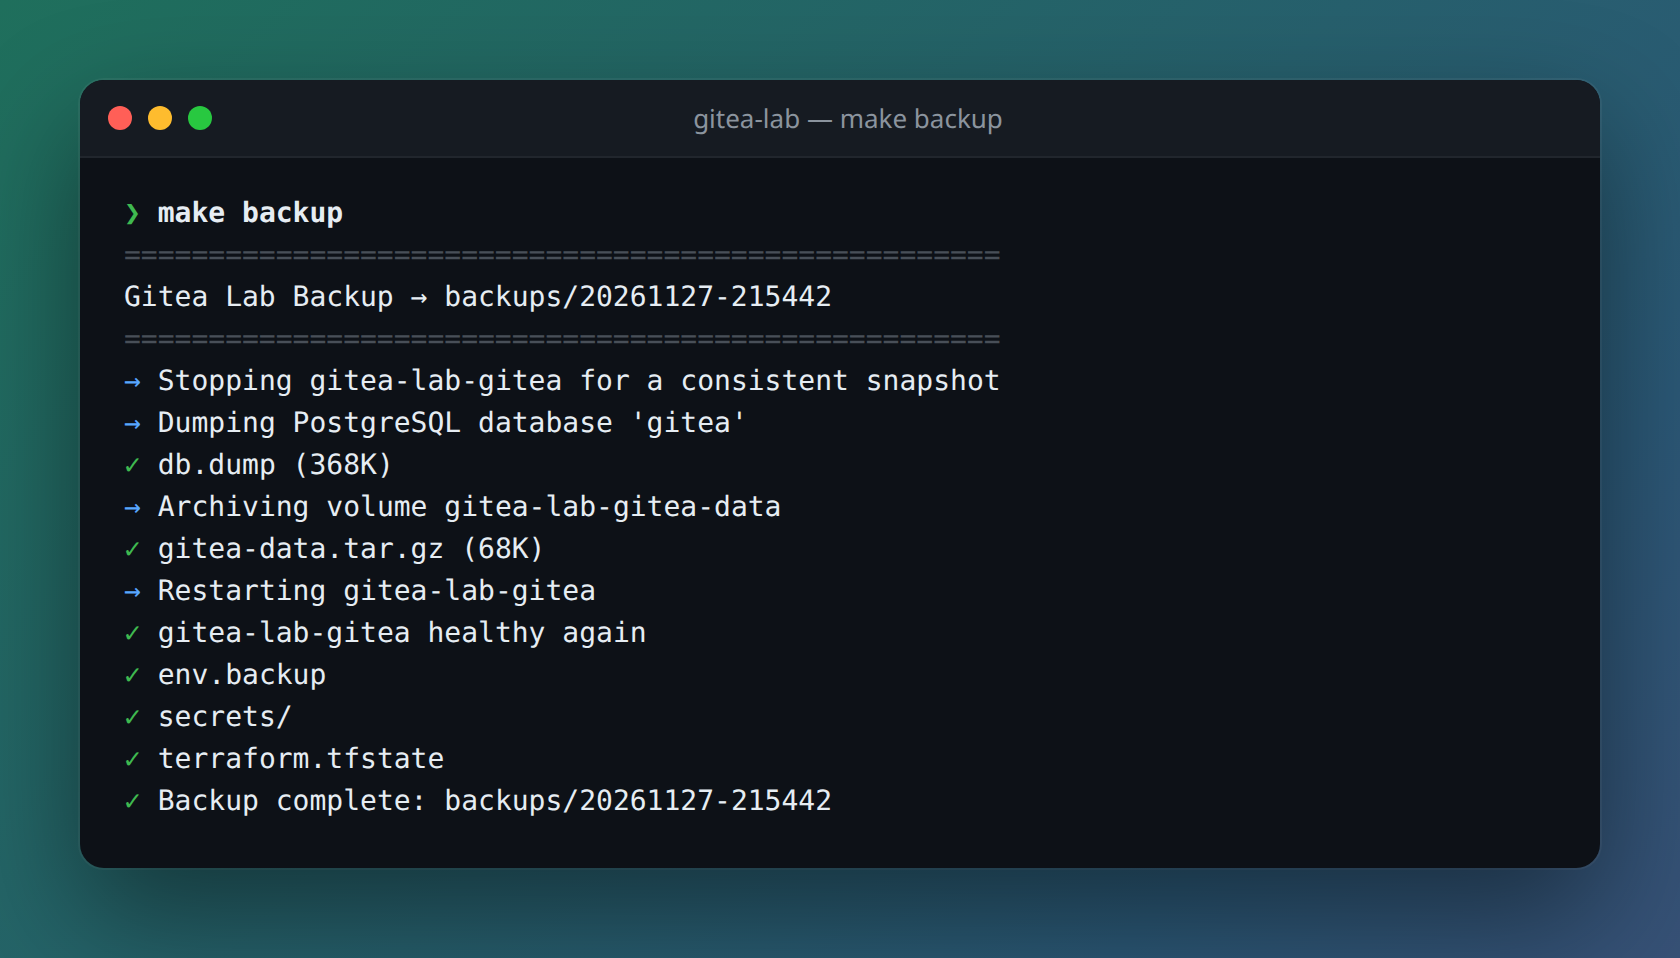 gitea-lab — make backup
❯ make backup
====================================================
Gitea Lab Backup → backups/20261127-215442
====================================================
→ Stopping gitea-lab-gitea for a consistent snapshot
→ Dumping PostgreSQL database 'gitea'
✓ db.dump (368K)
→ Archiving volume gitea-lab-gitea-data
✓ gitea-data.tar.gz (68K)
→ Restarting gitea-lab-gitea
✓ gitea-lab-gitea healthy again
✓ env.backup
✓ secrets/
✓ terraform.tfstate
✓ Backup complete: backups/20261127-215442